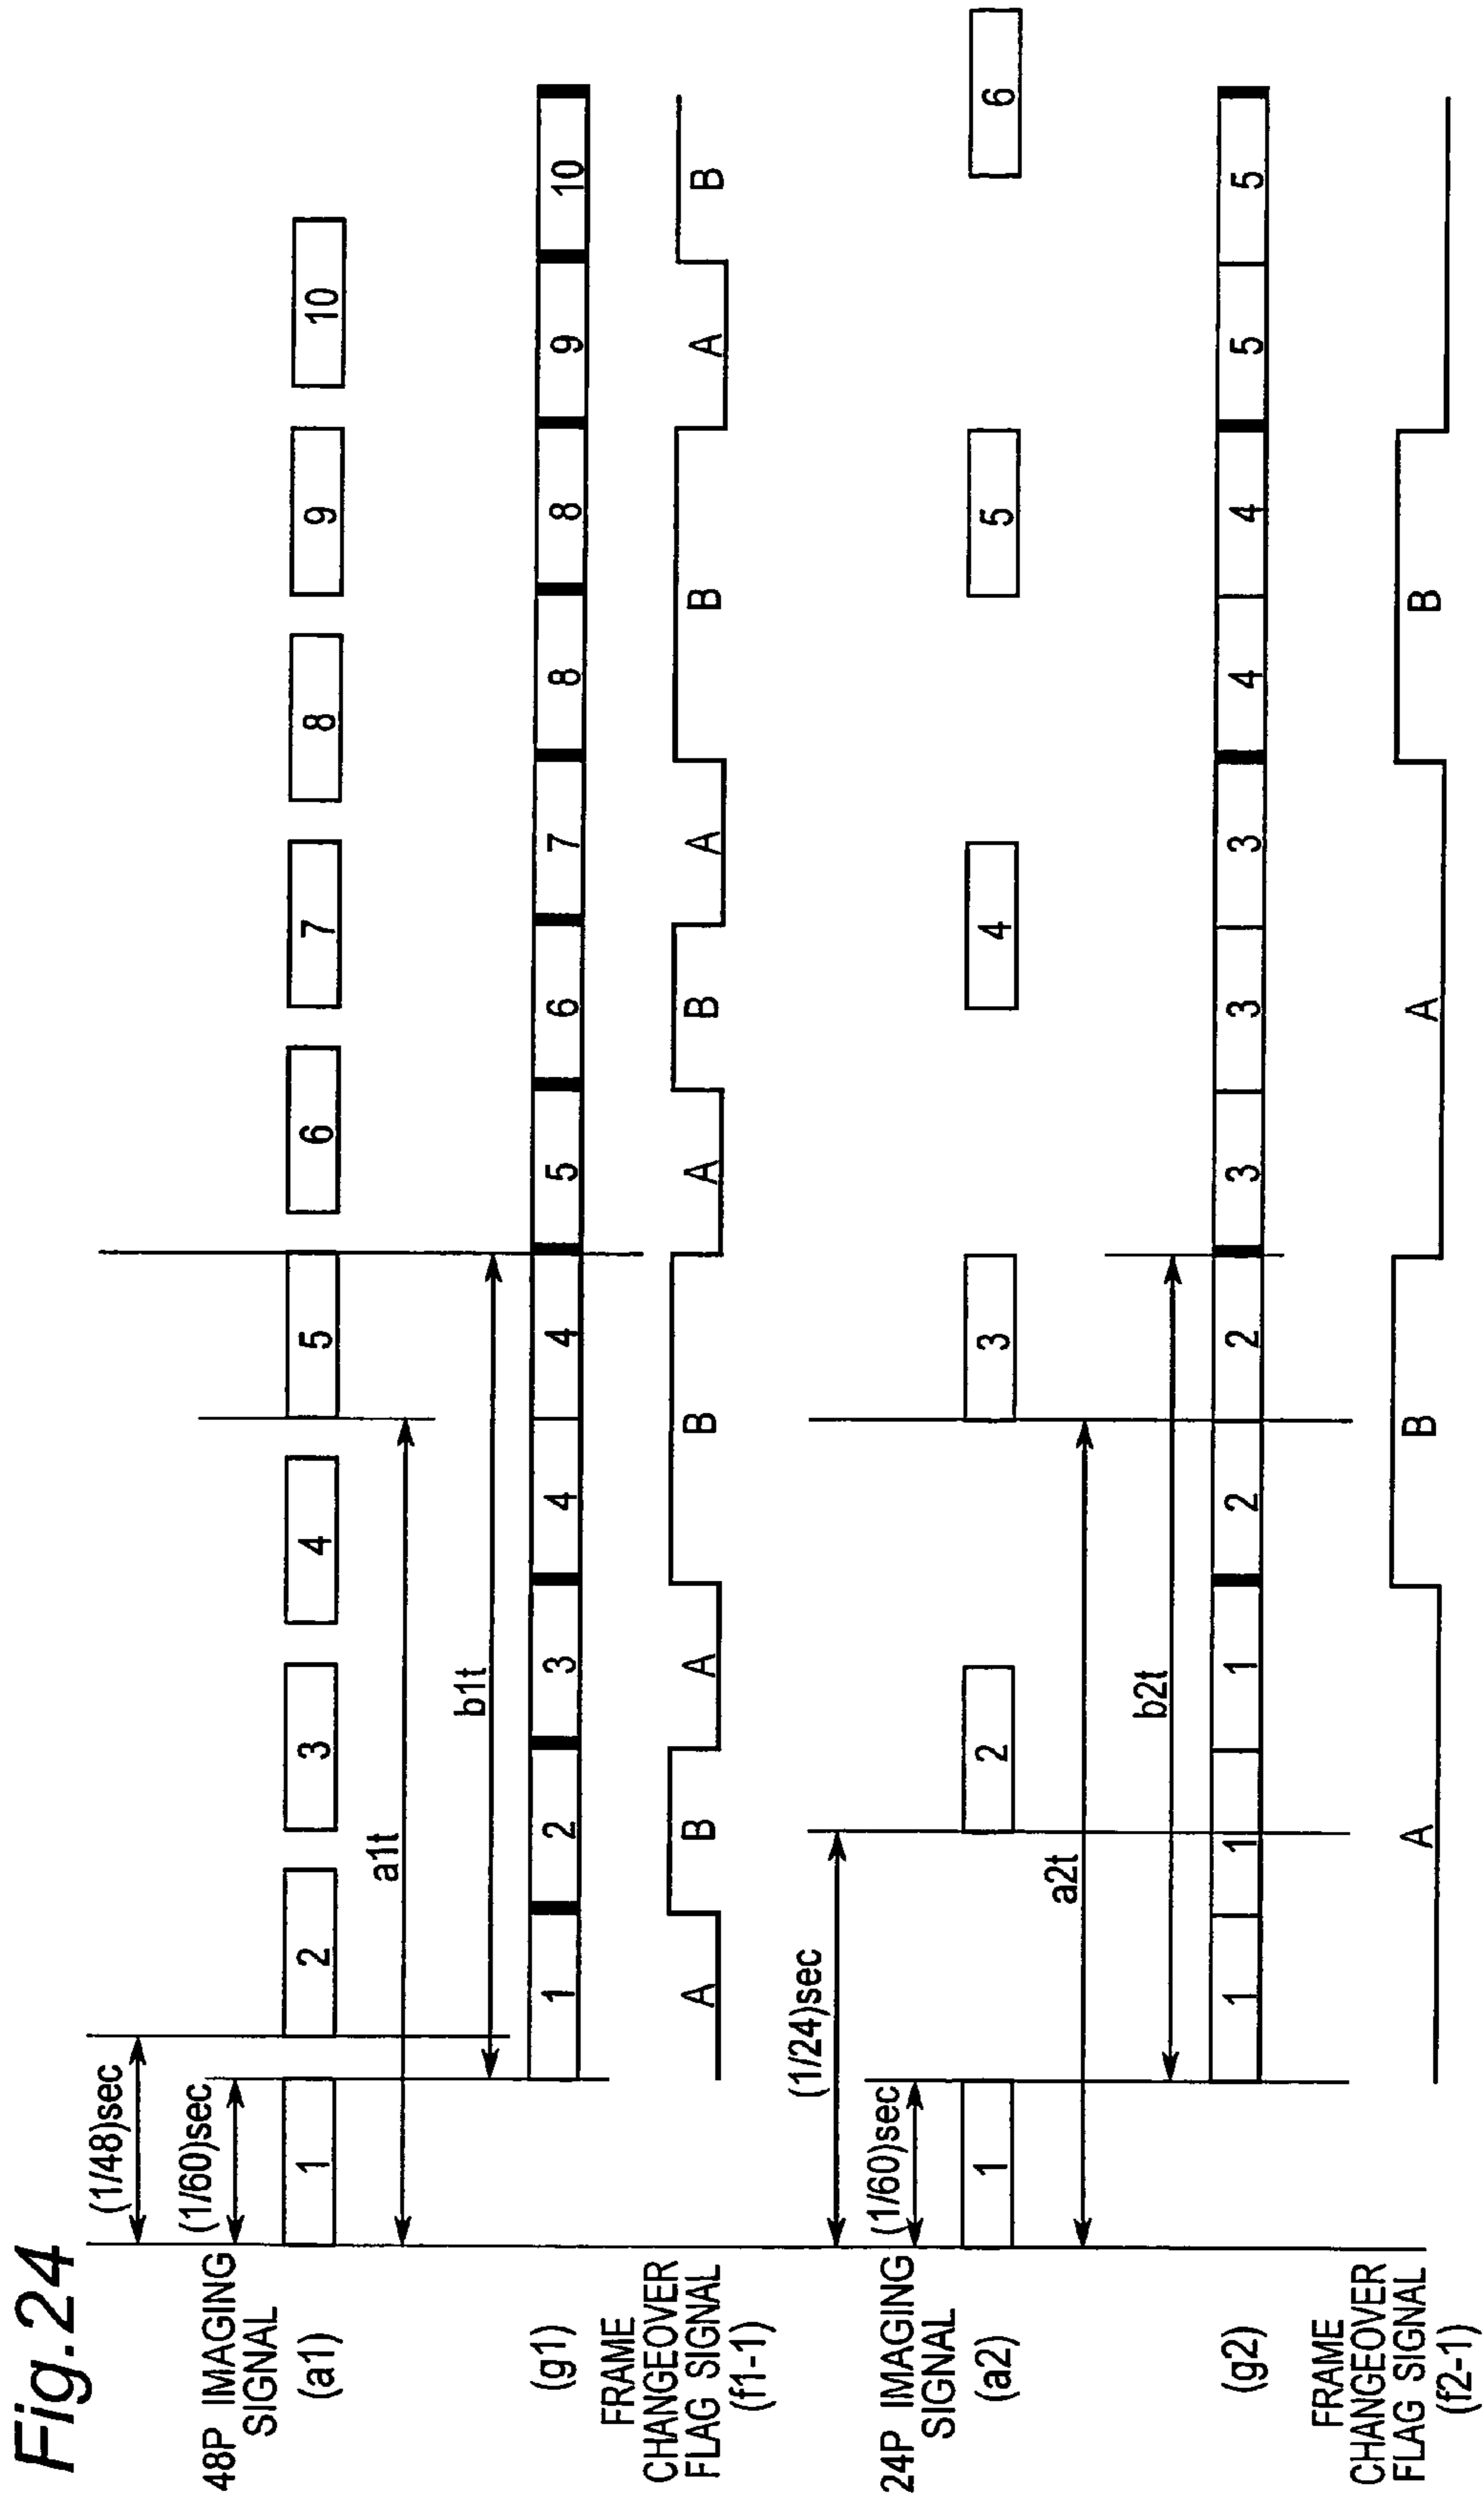 Fig.24
(1/48)sec
(1/60)sec
48P IMAGING
SIGNAL
(a1)
1 2 3 4 5 6 7 8 9 10
a1t
b1t
(g1)
1 2 3 4 4 5 6 7 8 8 9 10
FRAME
CHANGEOVER
FLAG SIGNAL
(f1-1)
A B A B A B A B A B
(1/24)sec
(1/60)sec
24P IMAGING
SIGNAL
(a2)
1 2 3 4 5 6
a2t
b2t
(g2)
1 1 1 2 2 3 3 3 4 4 5 5
FRAME
CHANGEOVER
FLAG SIGNAL
(f2-1)
A B A B